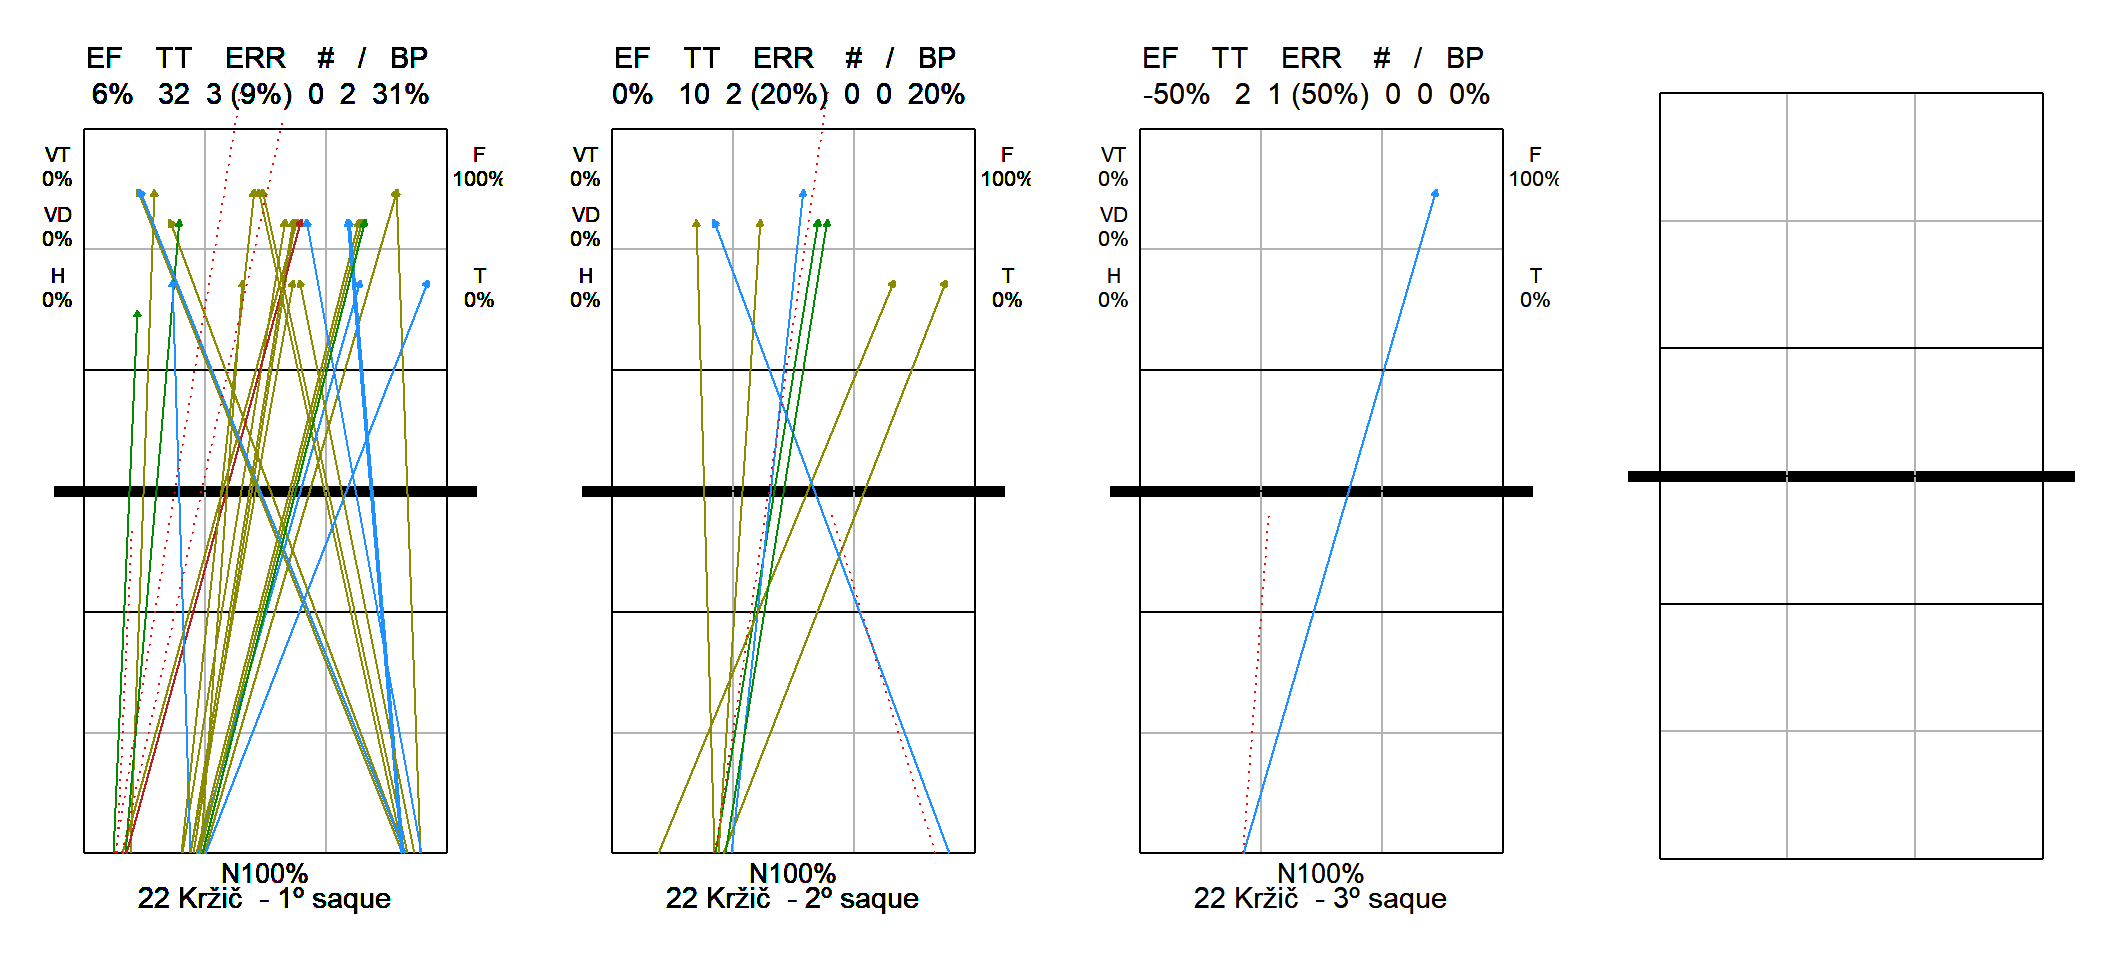 EF TT ERR # / BP
6% 32 3 (9%) 0 2 31%
VT
0%
VD
0%
H
0%
F
100%
T
0%
N100%
22 Kržič - 1º saque
EF TT ERR # / BP
0% 10 2 (20%) 0 0 20%
VT
0%
VD
0%
H
0%
F
100%
T
0%
N100%
22 Kržič - 2º saque
EF TT ERR # / BP
-50% 2 1 (50%) 0 0 0%
VT
0%
VD
0%
H
0%
F
100%
T
0%
N100%
22 Kržič - 3º saque